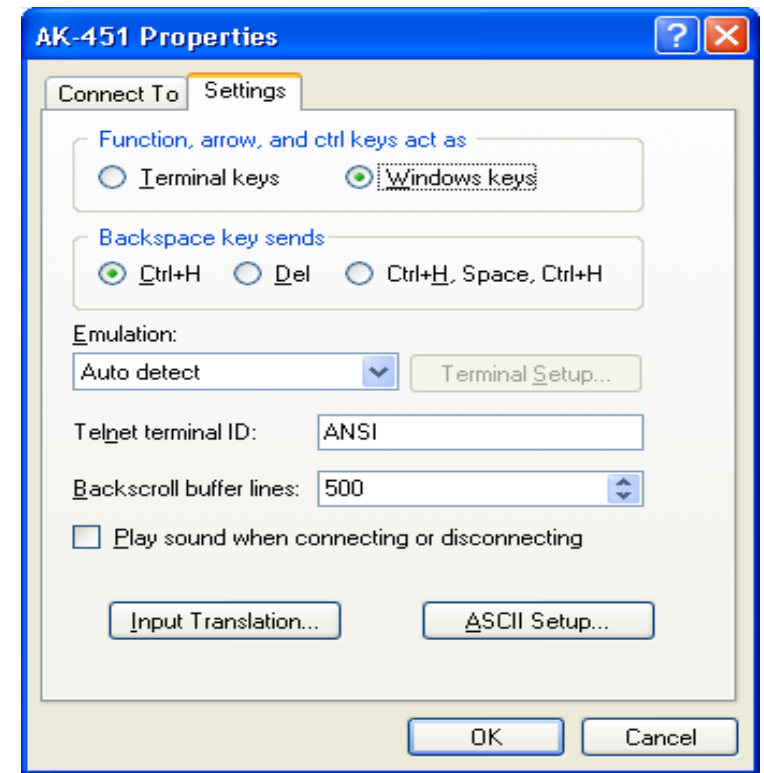 AK-451 Properties
Connect To Settings
Function, arrow, and ctrl keys act as
Terminal keys Windows keys
Backspace key sends
Ctrl+H Del Ctrl+H, Space, Ctrl+H
Emulation:
Auto detect Terminal Setup...
Telnet terminal ID: ANSI
Backscroll buffer lines: 500
Play sound when connecting or disconnecting
Input Translation... ASCII Setup...
OK Cancel